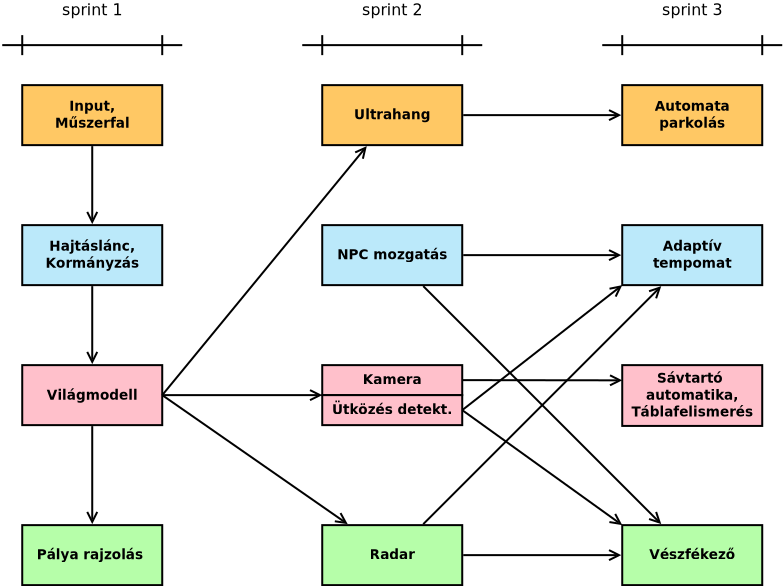 sprint 1
sprint 2
sprint 3
Input,
Műszerfal
Ultrahang
Automata
parkolás
Hajtáslánc,
Kormányzás
NPC mozgatás
Adaptív
tempomat
Világmodell
Kamera
Ütközés detekt.
Sávtartó
automatika,
Táblafelismerés
Pálya rajzolás
Radar
Vészfékező